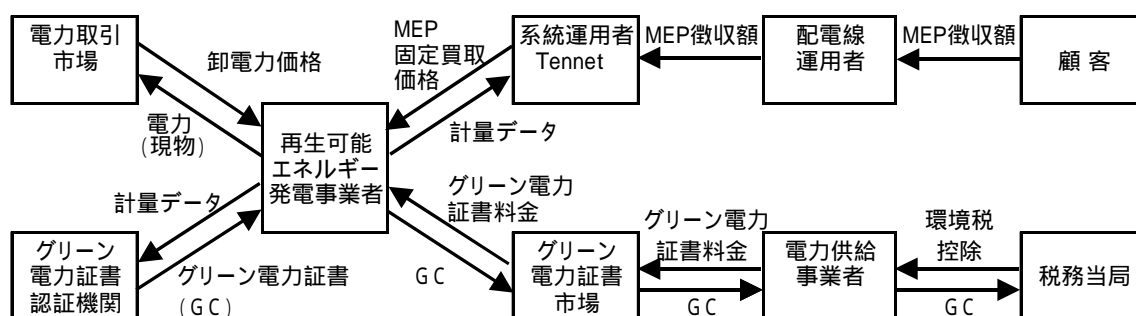 電力取引
市場
卸電力価格
電力
(現物)
MEP
固定買取
価格
系統運用者
Tennet
MEP徴収額
配電線
運用者
MEP徴収額
顧 客
計量データ
再生可能
エネルギー
発電事業者
計量データ
グリーン電力
証書料金
グリーン
電力証書
認証機関
グリーン電力証書
(GC)
GC
グリーン
電力証書
市場
グリーン電力
証書料金
GC
電力供給
事業者
環境税
控除
GC
税務当局